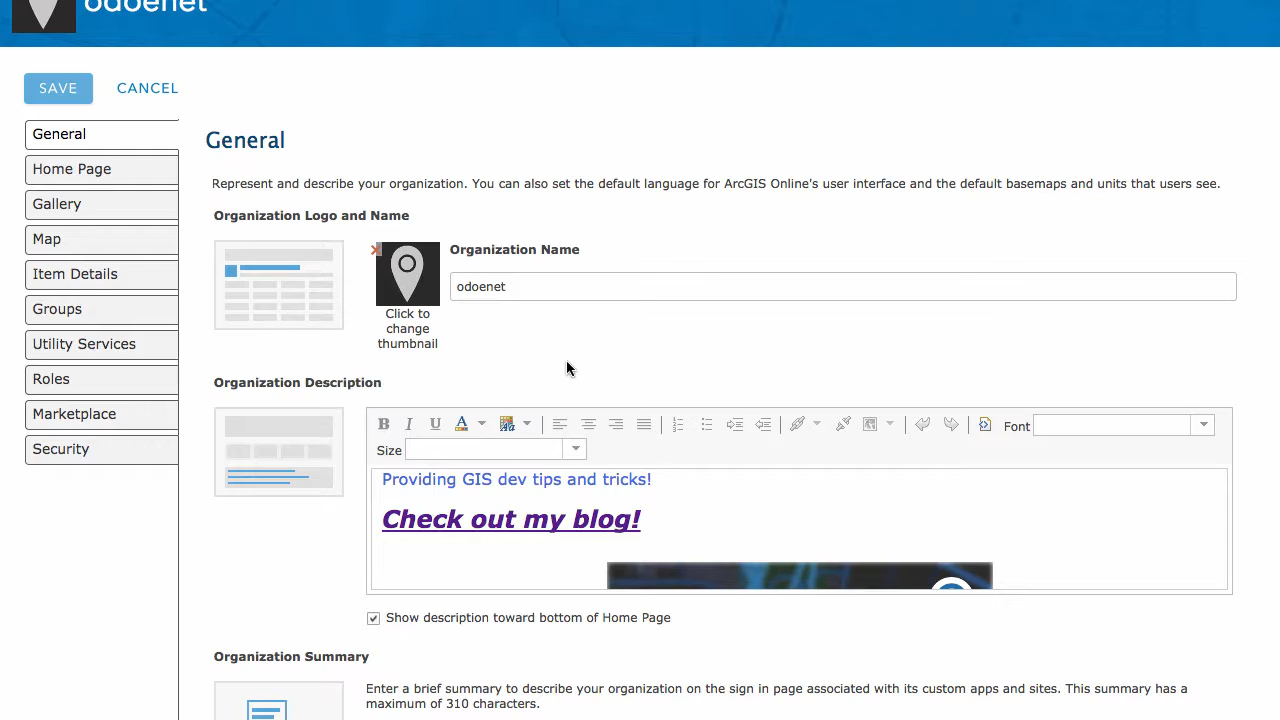 odoenet
SAVE CANCEL
General
Home Page
Gallery
Map
Item Details
Groups
Utility Services
Roles
Marketplace
Security
General
Represent and describe your organization. You can also set the default language for ArcGIS Online's user interface and the default basemaps and units that users see.
Organization Logo and Name
Organization Name
odoenet
Click to
change
thumbnail
Organization Description
B I U A Font
Size
Providing GIS dev tips and tricks!
Check out my blog!
Show description toward bottom of Home Page
Organization Summary
Enter a brief summary to describe your organization on the sign in page associated with its custom apps and sites. This summary has a
maximum of 310 characters.